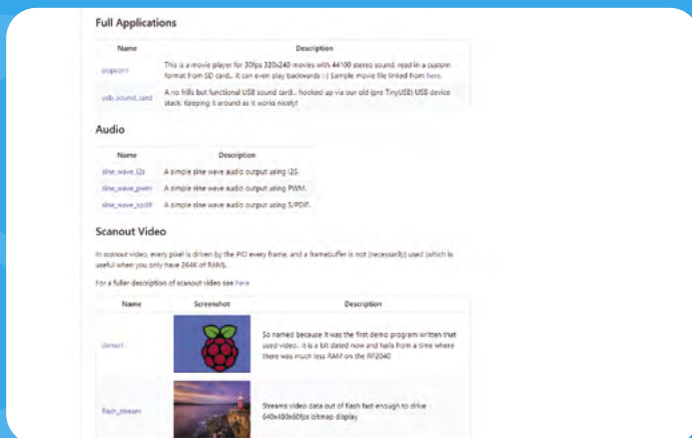 Full Applications
Name Description
popcorn
This is a movie player for 30fps 320x240 movies with 44100 stereo sound, read in a custom
format from SD card... it can even play backwards :-) Sample movie file linked from here.
usb_sound_card
A no frills but functional USB sound card... hooked up via our old (pre TinyUSB) USB device
stack. Keeping it around as it works nicely!
Audio
Name Description
sine_wave_i2s A simple sine wave audio output using I2S.
sine_wave_pwm A simple sine wave audio output using PWM.
sine_wave_spdif A simple sine wave audio output using S/PDIF.
Scanout Video
In scanout video, every pixel is driven by the PIO every frame, and a framebuffer is not (necessarily) used (which is
useful when you only have 264K of RAM).
For a fuller description of scanout video see here
Name Screenshot Description
demo1
So named because it was the first demo program written that
used video.. it is a bit dated now and hails from a time where
there was much less RAM on the RP2040
flash_stream
Streams video data out of flash fast enough to drive
640x480x60fps bitmap display